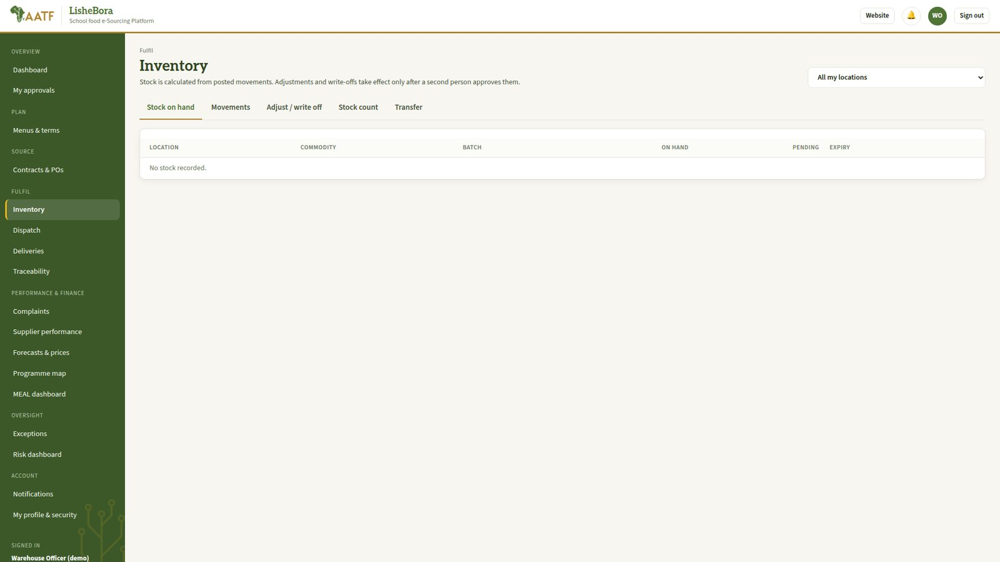 AATF
LisheBora
School food e-Sourcing Platform
Website
WO
Sign out
OVERVIEW
Dashboard
My approvals
PLAN
Menus & terms
SOURCE
Contracts & POs
FULFIL
Inventory
Dispatch
Deliveries
Traceability
PERFORMANCE & FINANCE
Complaints
Supplier performance
Forecasts & prices
Programme map
MEAL dashboard
OVERSIGHT
Exceptions
Risk dashboard
ACCOUNT
Notifications
My profile & security
SIGNED IN
Warehouse Officer (demo)
Fulfil
Inventory
Stock is calculated from posted movements. Adjustments and write-offs take effect only after a second person approves them.
All my locations
Stock on hand Movements Adjust / write off Stock count Transfer
LOCATION COMMODITY BATCH ON HAND PENDING EXPIRY
No stock recorded.